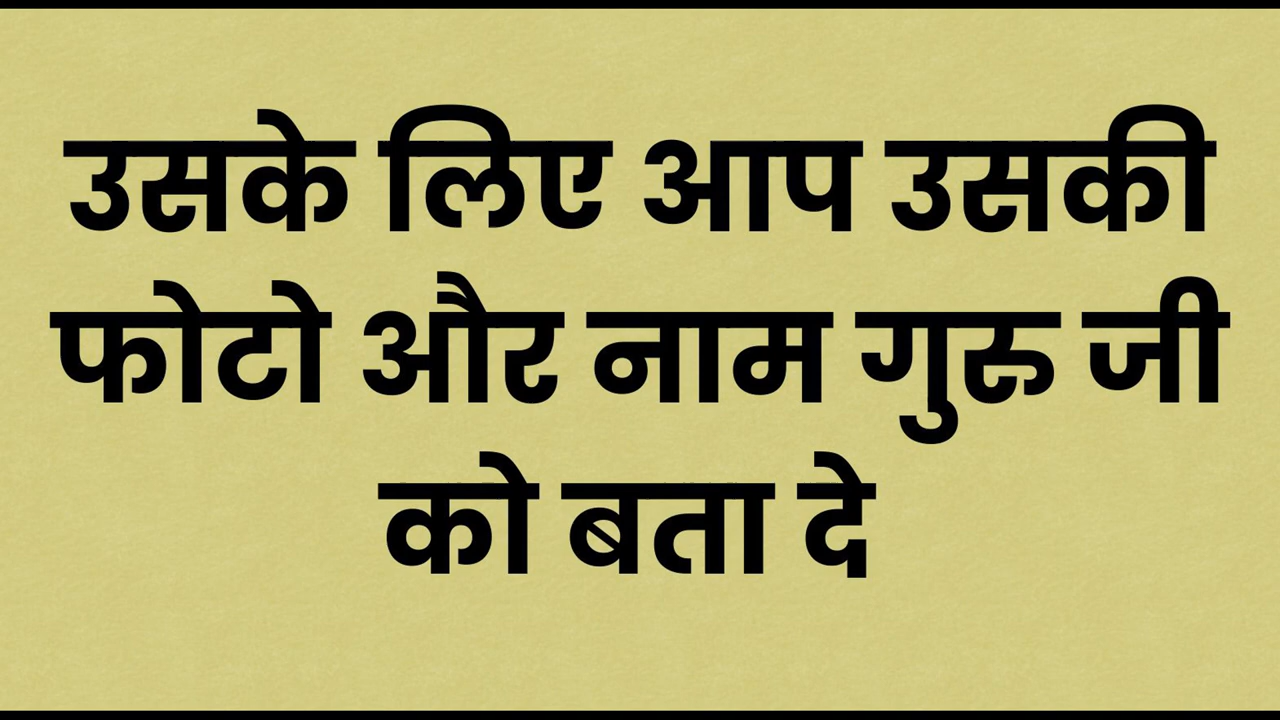 उसके लिए आप उसकी
फोटो और नाम गुरु जी
को बता दे